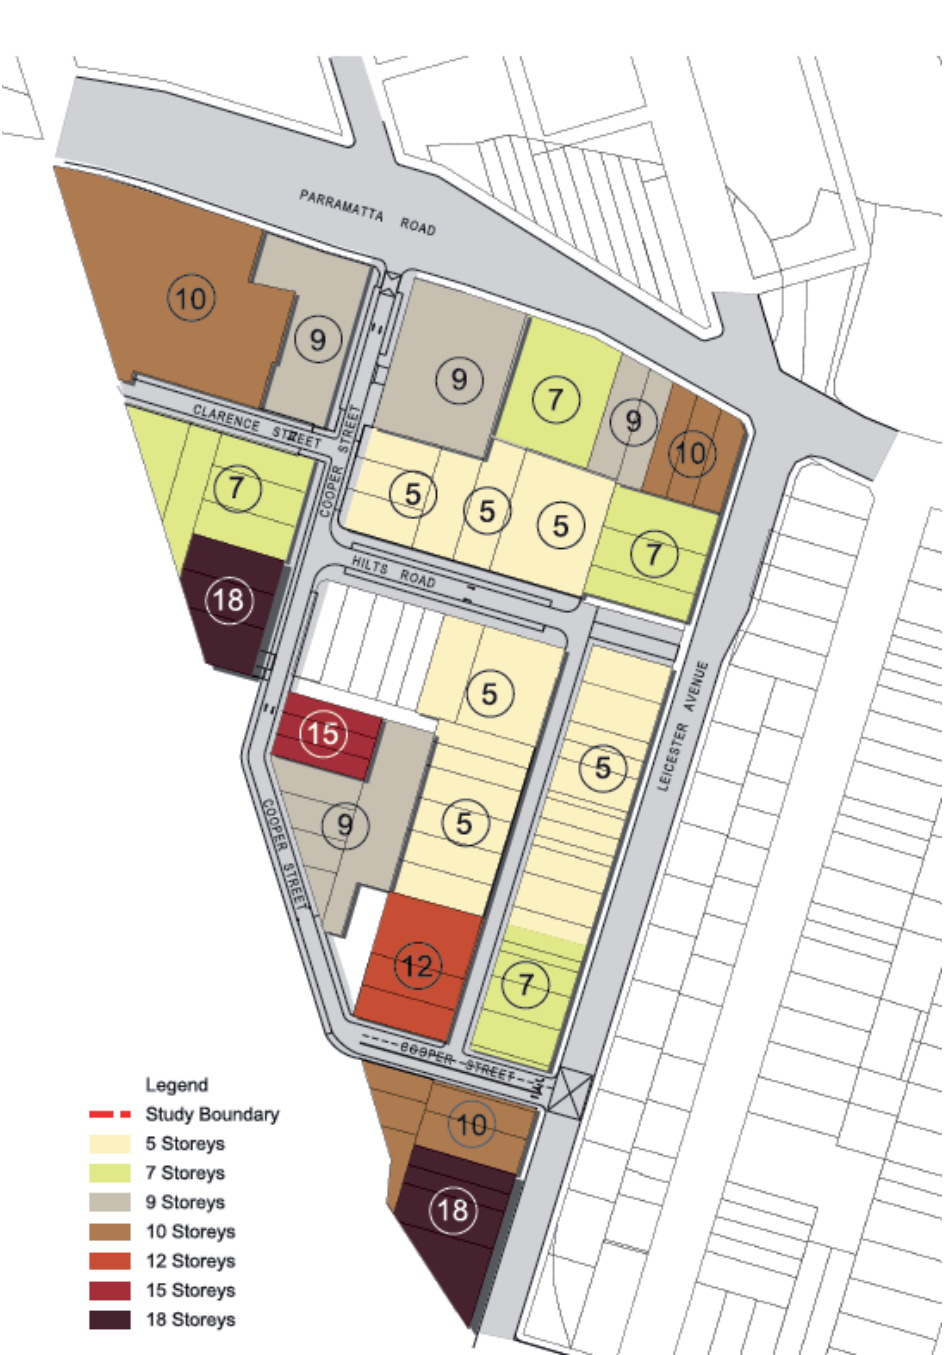 PARRAMATTA ROAD
10
9
9
7
9
10
CLARENCE STREET
COOPER STREET
7
5
5
5
7
HILTS ROAD
18
5
LEICESTER AVENUE
15
5
9
5
COOPER STREET
12
7
COOPER STREET
10
18
Legend
Study Boundary
5 Storeys
7 Storeys
9 Storeys
10 Storeys
12 Storeys
15 Storeys
18 Storeys